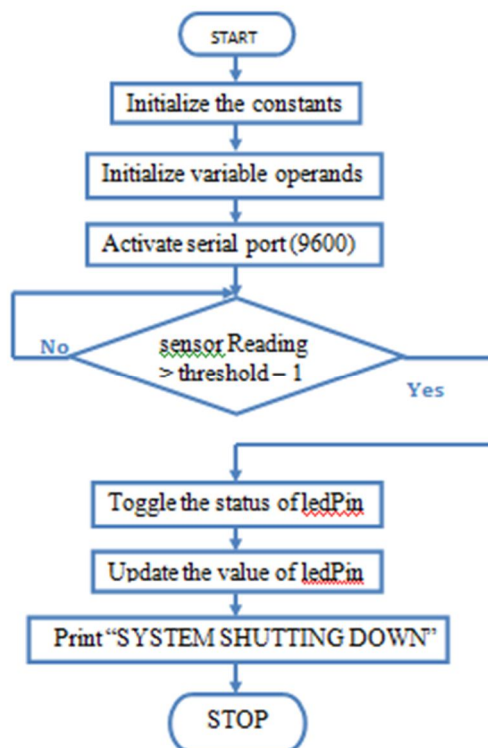 START
Initialize the constants
Initialize variable operands
Activate serial port (9600)
No
sensor Reading
> threshold – 1
Yes
Toggle the status of ledPin
Update the value of ledPin
Print “SYSTEM SHUTTING DOWN”
STOP